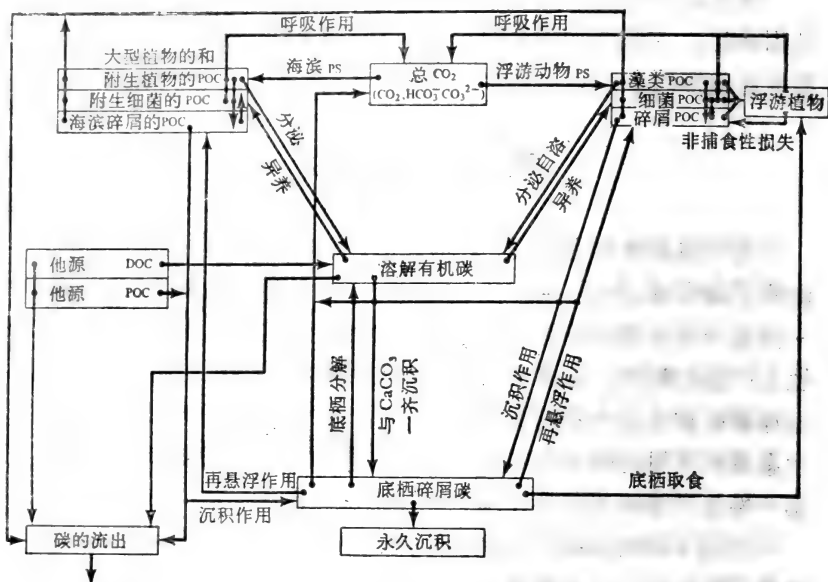 呼吸作用
呼吸作用
大型植物的和
附生植物的POC
附生细菌的POC
海滨碎屑的POC
海滨 PS
总 CO₂
(CO₂,HCO₃⁻CO₃²⁻)
浮游动物 PS
藻类 POC
细菌 POC
碎屑 POC
浮游植物
非捕食性损失
分泌
异养
分泌自溶
异养
他源 DOC
他源 POC
溶解有机碳
底栖分解
与CaCO₃
一齐沉积
沉积作用
再悬浮作用
再悬浮作用
沉积作用
底栖碎屑碳
底栖取食
碳的流出
永久沉积